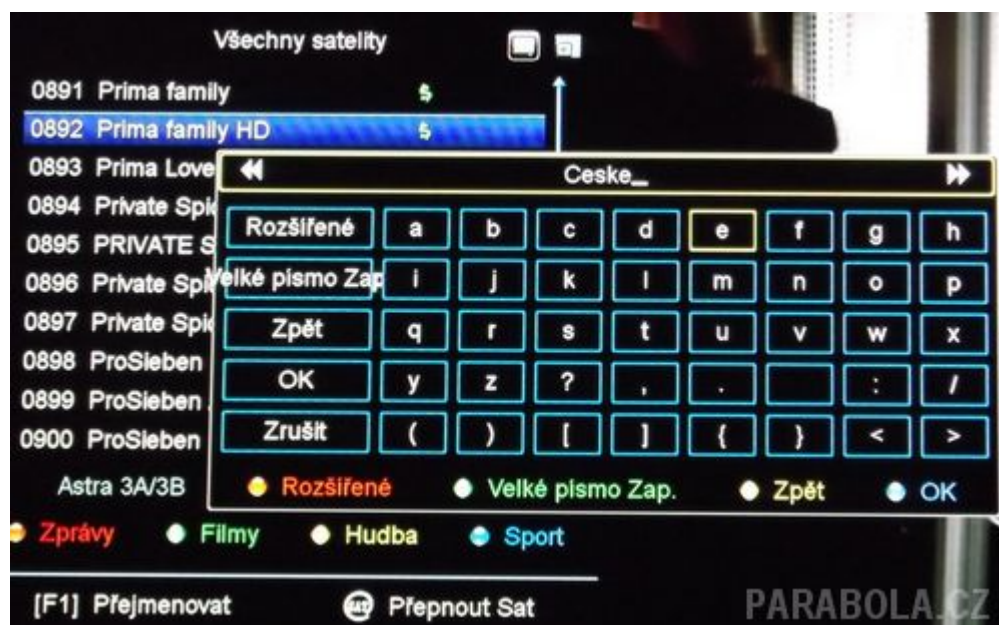 Všechny satelity
0891 Prima family $
0892 Prima family HD $
0893 Prima Love
0894 Private Spi
0895 PRIVATE S
0896 Private Spi
0897 Private Spi
0898 ProSieben
0899 ProSieben
0900 ProSieben
Astra 3A/3B
Ceske_
Rozšířené a b c d e f g h
Velké písmo Zap i j k l m n o p
Zpět q r s t u v w x
OK y z ? , . : /
Zrušit ( ) [ ] { } < >
Rozšířené Velké písmo Zap. Zpět OK
Zprávy Filmy Hudba Sport
[F1] Přejmenovat SAT Přepnout Sat
PARABOLA.CZ